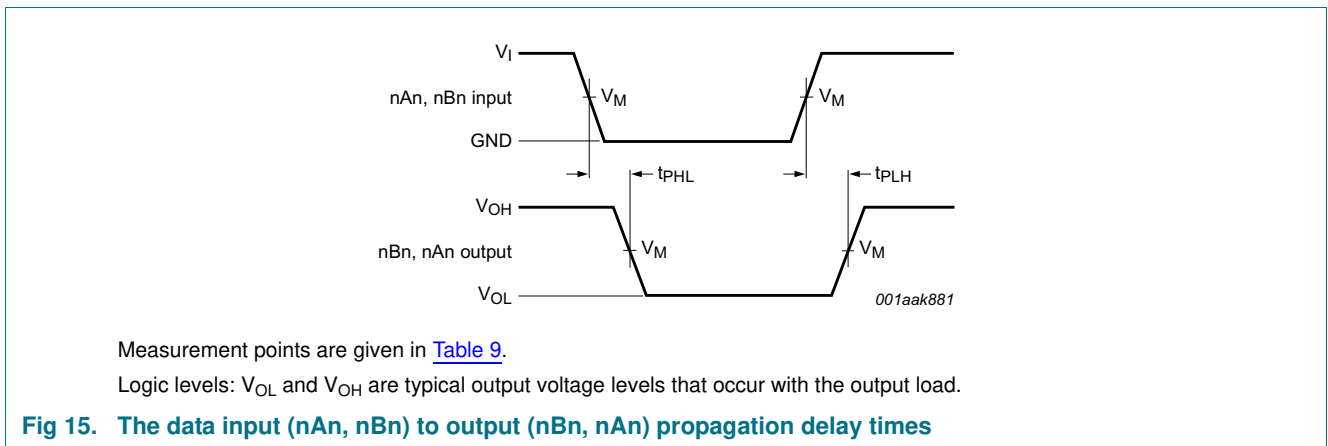 VI
nAn, nBn input
VM
VM
GND
tPHL
tPLH
VOH
nBn, nAn output
VM
VM
VOL
001aak881
Measurement points are given in Table 9.
Logic levels: VOL and VOH are typical output voltage levels that occur with the output load.
Fig 15. The data input (nAn, nBn) to output (nBn, nAn) propagation delay times